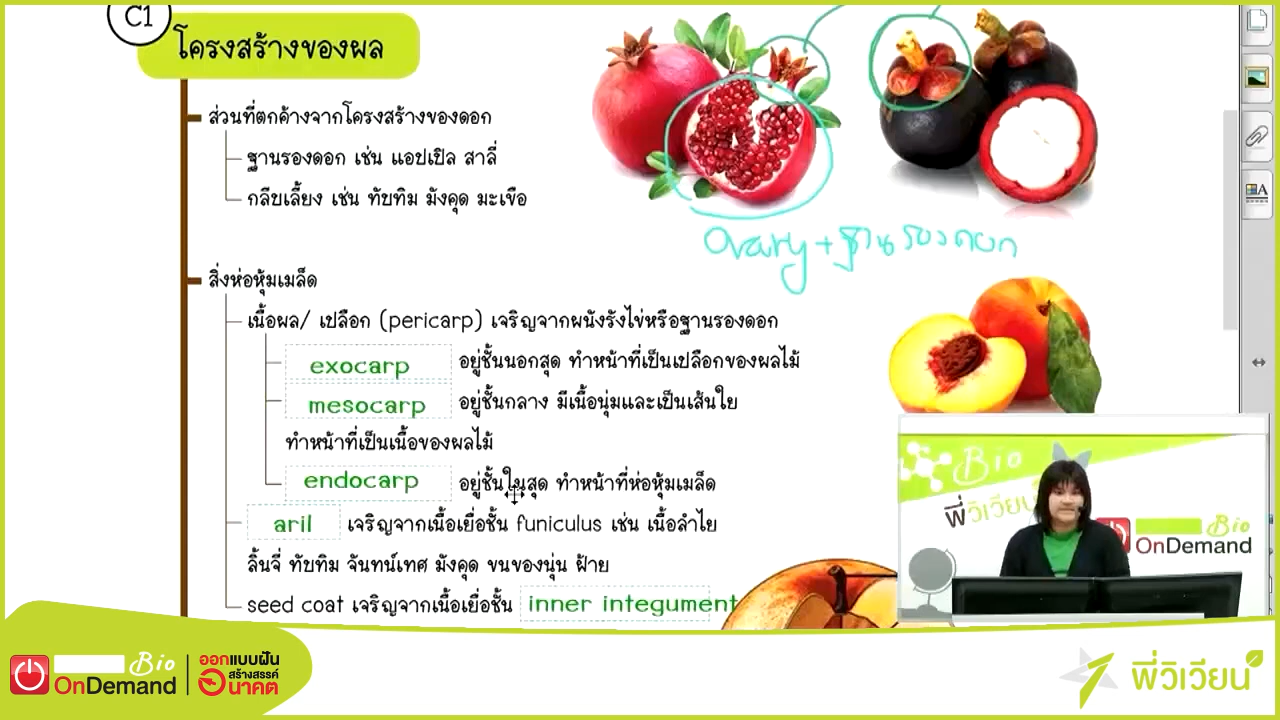 C1
โครงสร้างของผล
ส่วนที่ตกค้างจากโครงสร้างของดอก
ฐานรองดอก เช่น แอปเปิล สาลี่
กลีบเลี้ยง เช่น ทับทิม มังคุด มะเขือ
Ovary + ฐานรองดอก
สิ่งห่อหุ้มเมล็ด
เนื้อผล/ เปลือก (pericarp) เจริญจากผนังรังไข่หรือฐานรองดอก
exocarp อยู่ชั้นนอกสุด ทำหน้าที่เป็นเปลือกของผลไม้
mesocarp อยู่ชั้นกลาง มีเนื้อนุ่มและเป็นเส้นใย
ทำหน้าที่เป็นเนื้อของผลไม้
endocarp อยู่ชั้นในสุด ทำหน้าที่ห่อหุ้มเมล็ด
aril เจริญจากเนื้อเยื่อชั้น funiculus เช่น เนื้อลำไย
ลิ้นจี่ ทับทิม จันทน์เทศ มังคุด ขนของนุ่น ฝ้าย
seed coat เจริญจากเนื้อเยื่อชั้น inner integument
Bio
พี่วิเวียน
Bio
OnDemand
Bio
OnDemand
ออกแบบฝัน
สร้างสรรค์
อนาคต
พี่วิเวียน